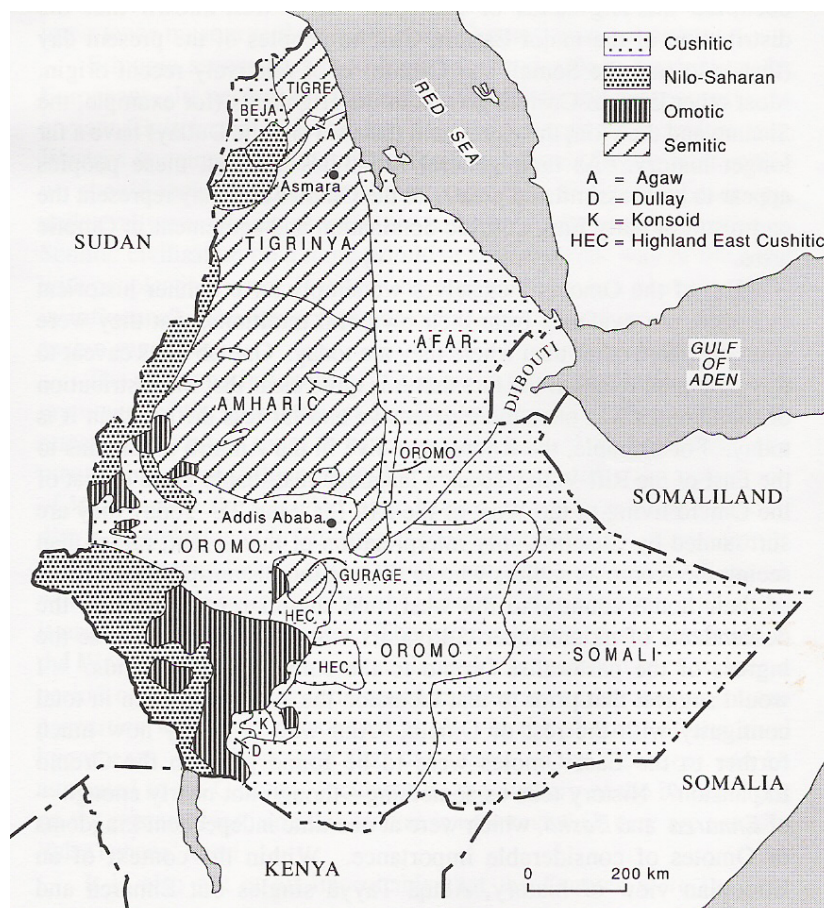 Cushitic
Nilo-Saharan
Omotic
Semitic
A = Agaw
D = Dullay
K = Konsoid
HEC = Highland East Cushitic
RED SEA
TIGRE
BEJA
A
Asmara
SUDAN
TIGRINYA
AFAR
DJIBOUTI
GULF
OF
ADEN
AMHARIC
OROMO
SOMALILAND
Addis Ababa
OROMO
GURAGE
HEC
HEC
OROMO
SOMALI
K
D
SOMALIA
KENYA
0 200 km